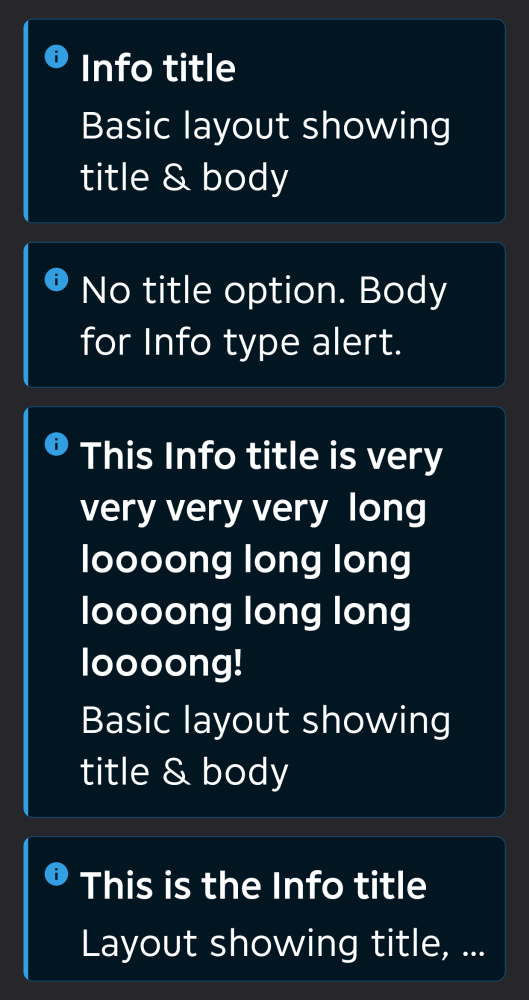 Info title
Basic layout showing
title & body
No title option. Body
for Info type alert.
This Info title is very
very very very  long
loooong long long
loooong long long
loooong!
Basic layout showing
title & body
This is the Info title
Layout showing title, ...